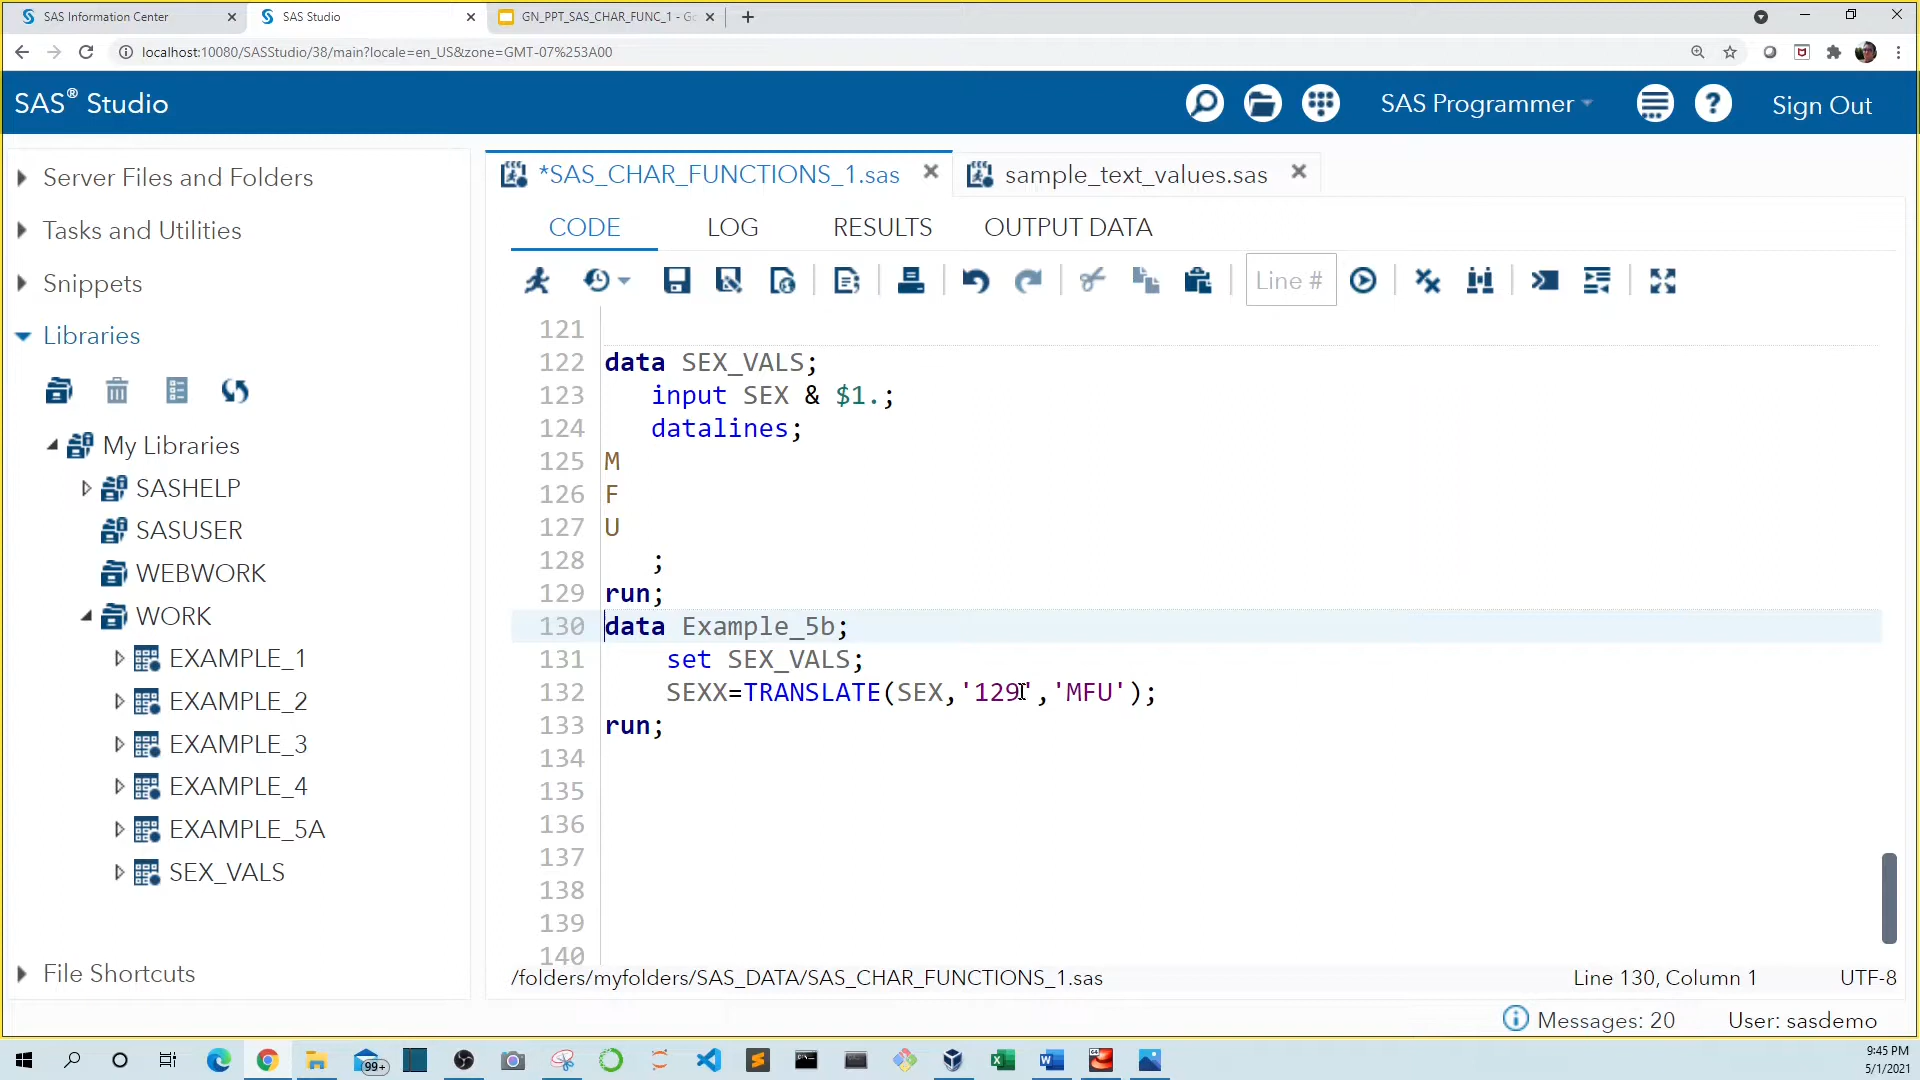 SAS Information Center
SAS Studio
GN_PPT_SAS_CHAR_FUNC_1 - Go
localhost:10080/SASStudio/38/main?locale=en_US&zone=GMT-07%253A00
SAS® Studio
SAS Programmer
Sign Out
Server Files and Folders
Tasks and Utilities
Snippets
Libraries
My Libraries
SASHELP
SASUSER
WEBWORK
WORK
EXAMPLE_1
EXAMPLE_2
EXAMPLE_3
EXAMPLE_4
EXAMPLE_5A
SEX_VALS
File Shortcuts
*SAS_CHAR_FUNCTIONS_1.sas
sample_text_values.sas
CODE LOG RESULTS OUTPUT DATA
Line #
121
122 data SEX_VALS;
123 input SEX & $1.;
124 datalines;
125 M
126 F
127 U
128 ;
129 run;
130 data Example_5b;
131 set SEX_VALS;
132 SEXX=TRANSLATE(SEX,'129','MFU');
133 run;
134
135
136
137
138
139
140
/folders/myfolders/SAS_DATA/SAS_CHAR_FUNCTIONS_1.sas
Line 130, Column 1
UTF-8
Messages: 20
User: sasdemo
99+
9:45 PM
5/1/2021